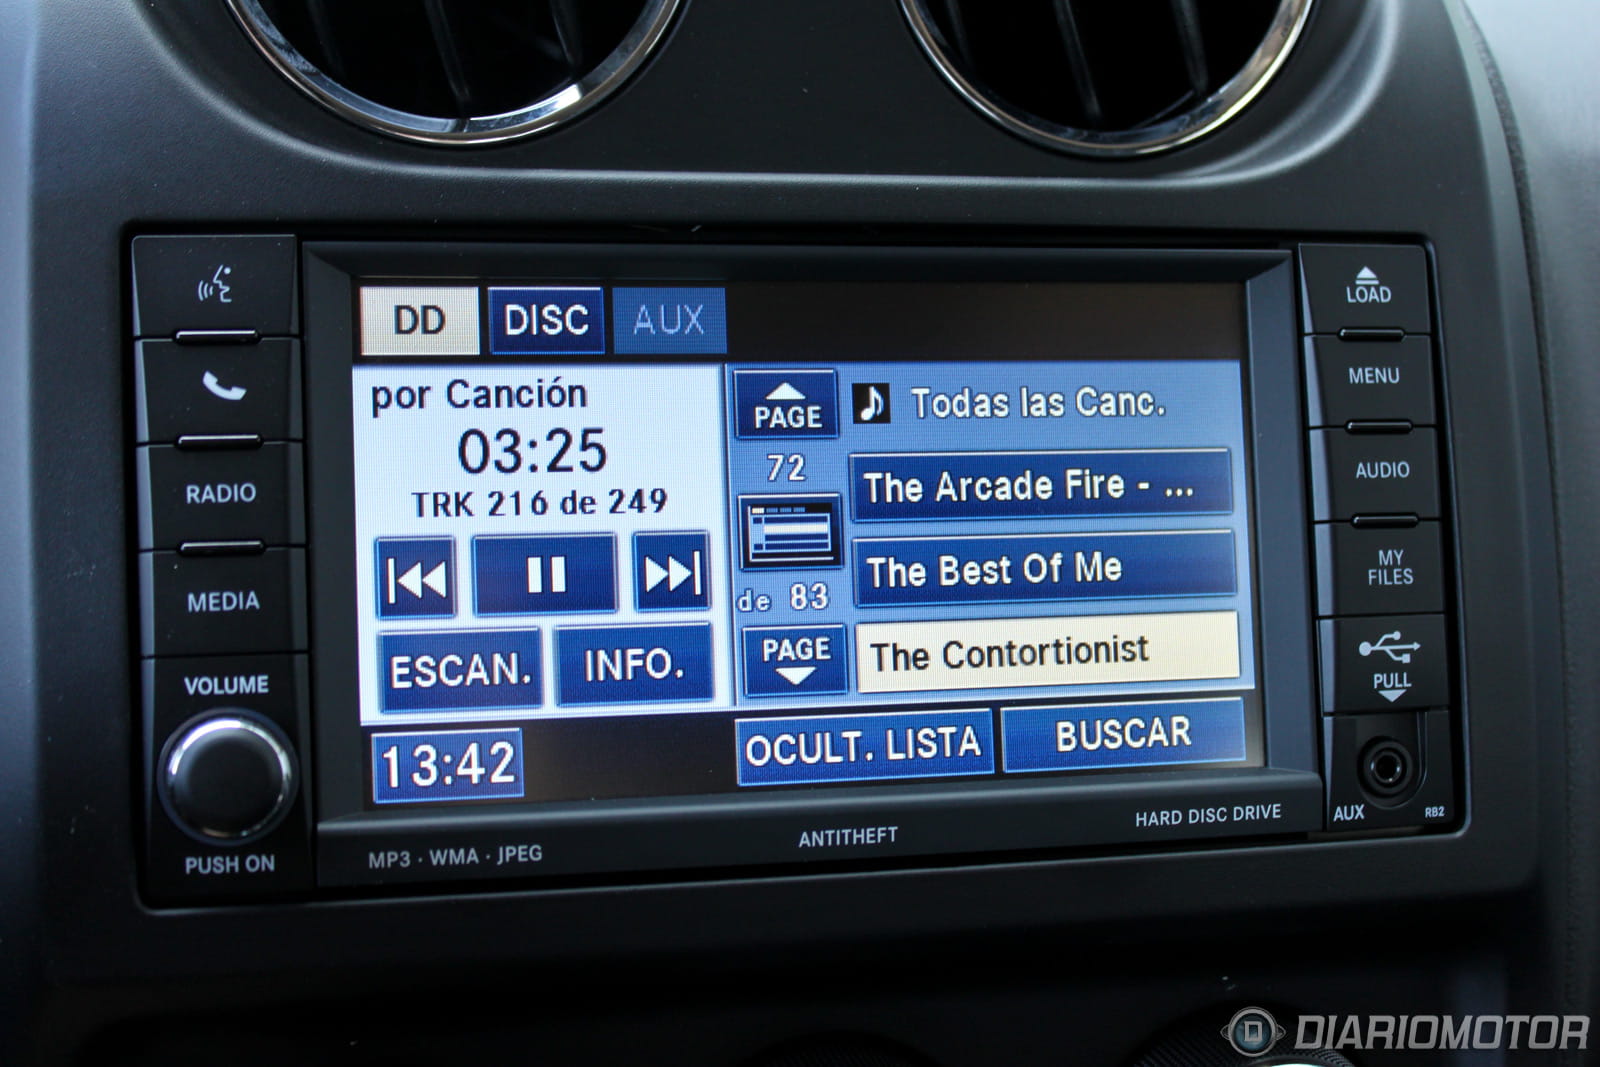 DD DISC AUX
por Canción
03:25
TRK 216 de 249
ESCAN. INFO.
13:42
PAGE
72
de 83
PAGE
Todas las Canc.
The Arcade Fire - ...
The Best Of Me
The Contortionist
OCULT. LISTA BUSCAR
RADIO
MEDIA
VOLUME
PUSH ON
LOAD
MENU
AUDIO
MY
FILES
PULL
AUX RB2
MP3 · WMA · JPEG
ANTITHEFT
HARD DISC DRIVE
D DIARIOMOTOR